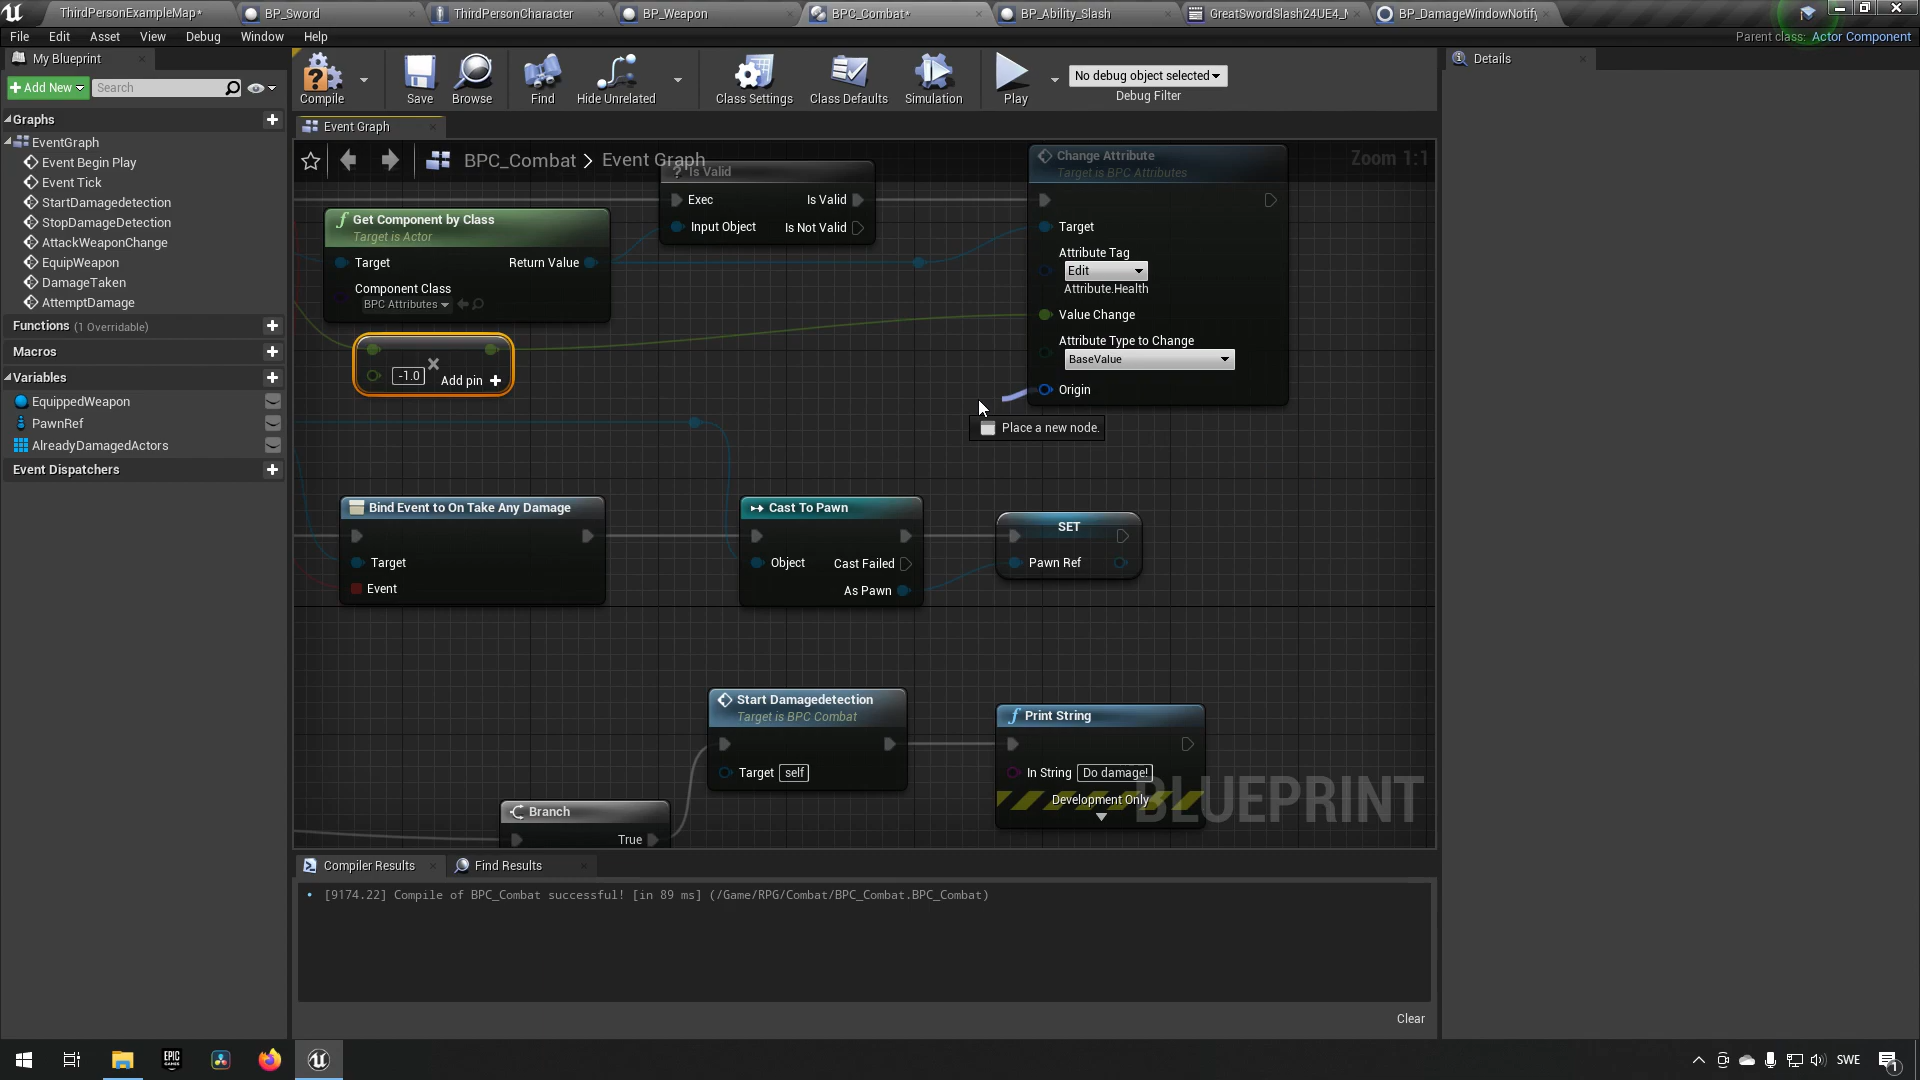 ThirdPersonExampleMap*
BP_Sword
ThirdPersonCharacter
BP_Weapon
BPC_Combat*
BP_Ability_Slash
GreatSwordSlash24UE4_M
BP_DamageWindowNotify
File Edit Asset View Debug Window Help
Parent class: Actor Component
My Blueprint
Add New
Search
Compile
Save
Browse
Find
Hide Unrelated
Class Settings
Class Defaults
Simulation
Play
No debug object selected
Debug Filter
Details
Graphs
EventGraph
Event Begin Play
Event Tick
StartDamagedetection
StopDamageDetection
AttackWeaponChange
EquipWeapon
DamageTaken
AttemptDamage
Functions (1 Overridable)
Macros
Variables
EquippedWeapon
PawnRef
AlreadyDamagedActors
Event Dispatchers
Event Graph
BPC_Combat > Event Graph
Zoom 1:1
Is Valid
Exec Is Valid
Input Object Is Not Valid
Get Component by Class
Target is Actor
Target Return Value
Component Class
BPC Attributes
-1.0
Add pin
Change Attribute
Target is BPC Attributes
Target
Attribute Tag
Edit
Attribute.Health
Value Change
Attribute Type to Change
BaseValue
Origin
Place a new node.
Bind Event to On Take Any Damage
Target
Event
Cast To Pawn
Object Cast Failed
As Pawn
SET
Pawn Ref
Start Damagedetection
Target is BPC Combat
Target self
Print String
In String Do damage!
Development Only
BLUEPRINT
Branch
True
Compiler Results
Find Results
[9174.22] Compile of BPC_Combat successful! [in 89 ms] (/Game/RPG/Combat/BPC_Combat.BPC_Combat)
Clear
EPIC GAMES
SWE
1